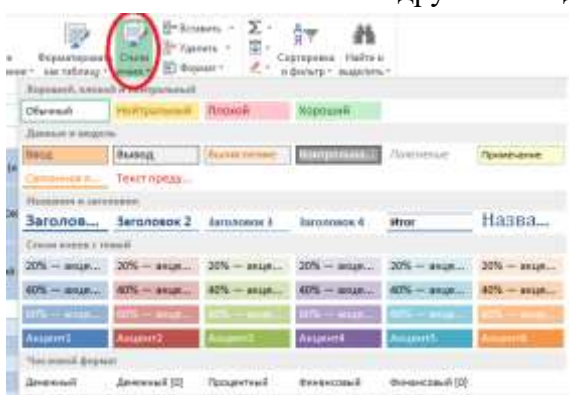 дру
Вставить
Форматировать Стили Удалить Сортировка Найти и
как таблицу ячеек Формат и фильтр выделить
Хороший, плохой и нейтральный
Обычный Нейтральный Плохой Хороший
Данные и модель
Ввод Вывод Вычисление Контрольна... Пояснение Примечание
Связанная я... Текст преду...
Названия и заголовки
Заголов... Заголовок 2 Заголовок 3 Заголовок 4 Итог Назва...
Стили ячеек с темой
20% — акце... 20% — акце... 20% — акце... 20% — акце... 20% — акце... 20% — акце...
40% — акце... 40% — акце... 40% — акце... 40% — акце... 40% — акце... 40% — акце...
60% — акце... 60% — акце... 60% — акце... 60% — акце... 60% — акце... 60% — акце...
Акцент1 Акцент2 Акцент3 Акцент4 Акцент5 Акцент6
Числовой формат
Денежный Денежный [0] Процентный Финансовый Финансовый [0]